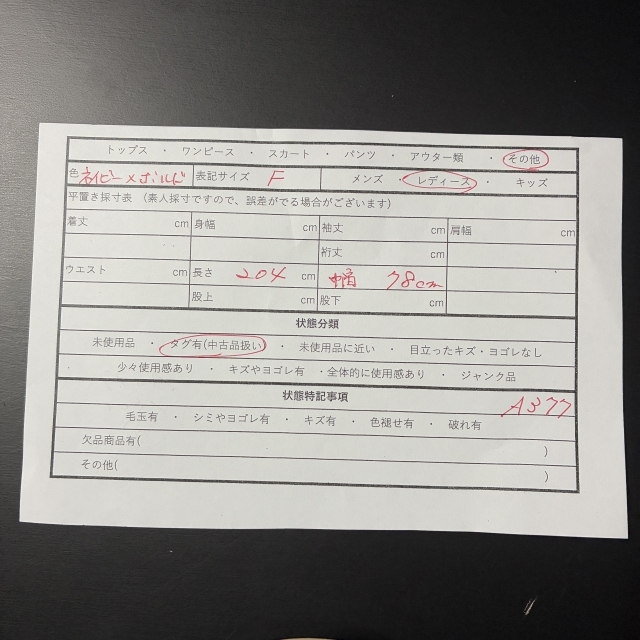 トップス ・ ワンピース ・ スカート ・ パンツ ・ アウター類 ・ その他
色 ネイビー×ボルド 表記サイズ F メンズ ・ レディース ・ キッズ
平置き採寸表 (素人採寸ですので、誤差がでる場合がございます)
着丈 cm 身幅 cm 袖丈 cm 肩幅 cm
裄丈 cm
ウエスト cm 長さ 204 cm 幅 78cm
股上 cm 股下 cm
状態分類
未使用品 ・ タグ有(中古品扱い) ・ 未使用品に近い ・ 目立ったキズ・ヨゴレなし
少々使用感あり ・ キズやヨゴレ有 ・全体的に使用感あり ・ ジャンク品
状態特記事項 A377
毛玉有 ・ シミやヨゴレ有 ・ キズ有 ・ 色褪せ有 ・ 破れ有
欠品商品有( )
その他( )